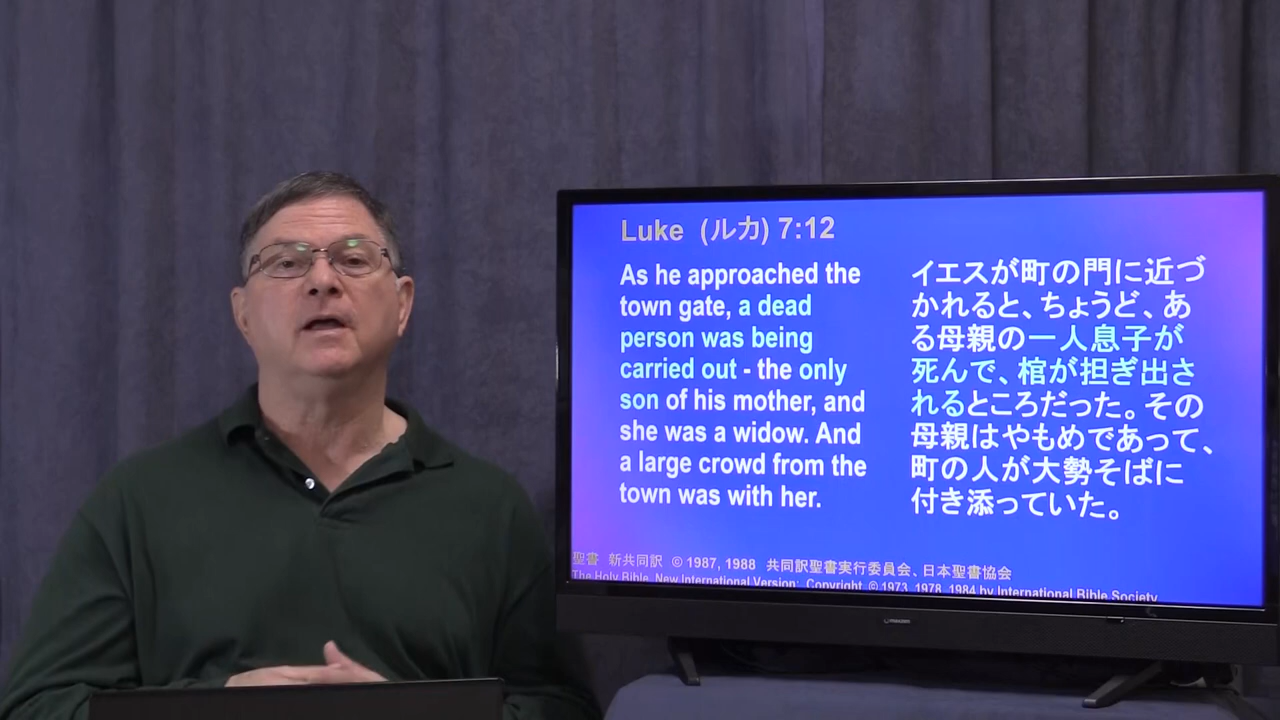 Luke (ルカ) 7:12
As he approached the
town gate, a dead
person was being
carried out - the only
son of his mother, and
she was a widow. And
a large crowd from the
town was with her.
イエスが町の門に近づ
かれると、ちょうど、あ
る母親の一人息子が
死んで、棺が担ぎ出さ
れるところだった。その
母親はやもめであって、
町の人が大勢そばに
付き添っていた。
聖書 新共同訳 © 1987, 1988 共同訳聖書実行委員会、日本聖書協会
The Holy Bible, New International Version: Copyright © 1973, 1978, 1984 by International Bible Society